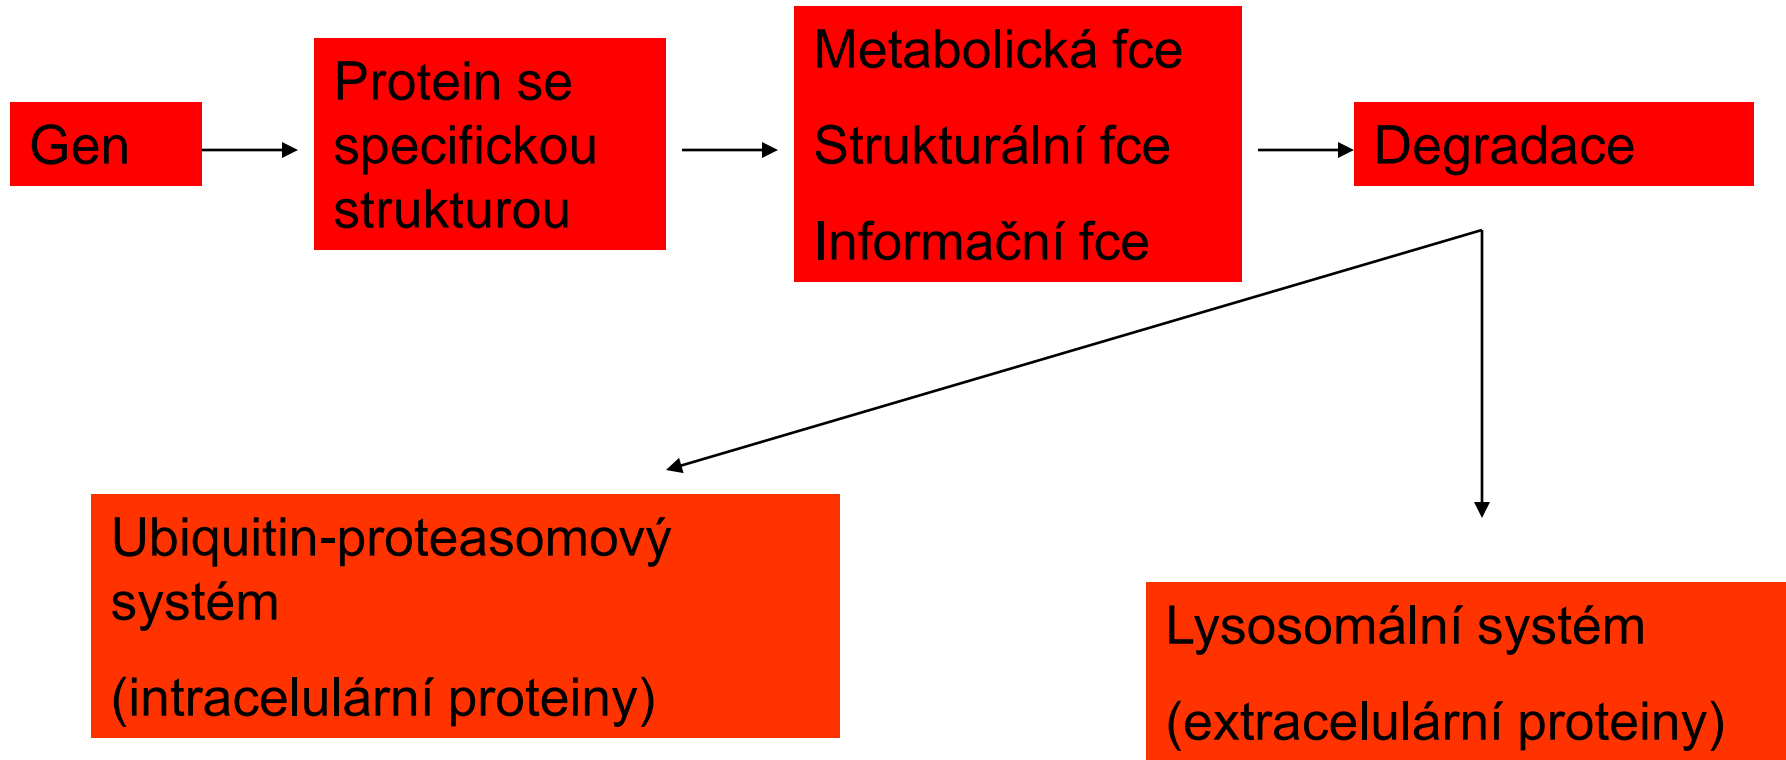 Gen
Protein se
specifickou
strukturou
Metabolická fce
Strukturální fce
Informační fce
Degradace
Ubiquitin-proteasomový
systém
(intracelulární proteiny)
Lysosomální systém
(extracelulární proteiny)